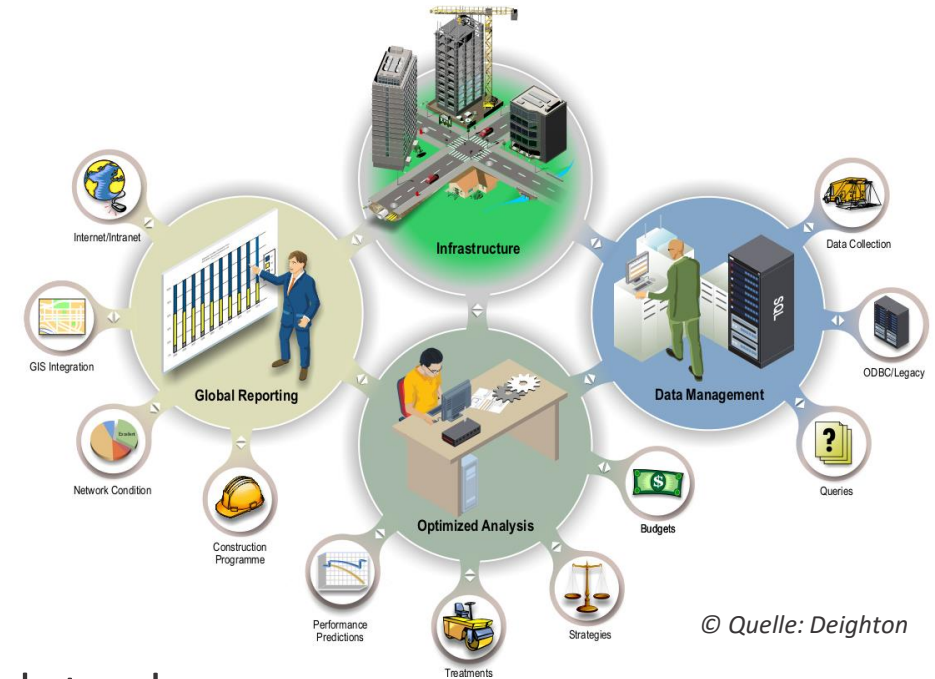 Infrastructure
Internet/Intranet
GIS Integration
Network Condition
Excellent
Construction
Programme
Global Reporting
Data Collection
SQL
ODBC/Legacy
Data Management
?
Queries
Optimized Analysis
$
Budgets
Performance
Predictions
Treatments
Strategies
© Quelle: Deighton